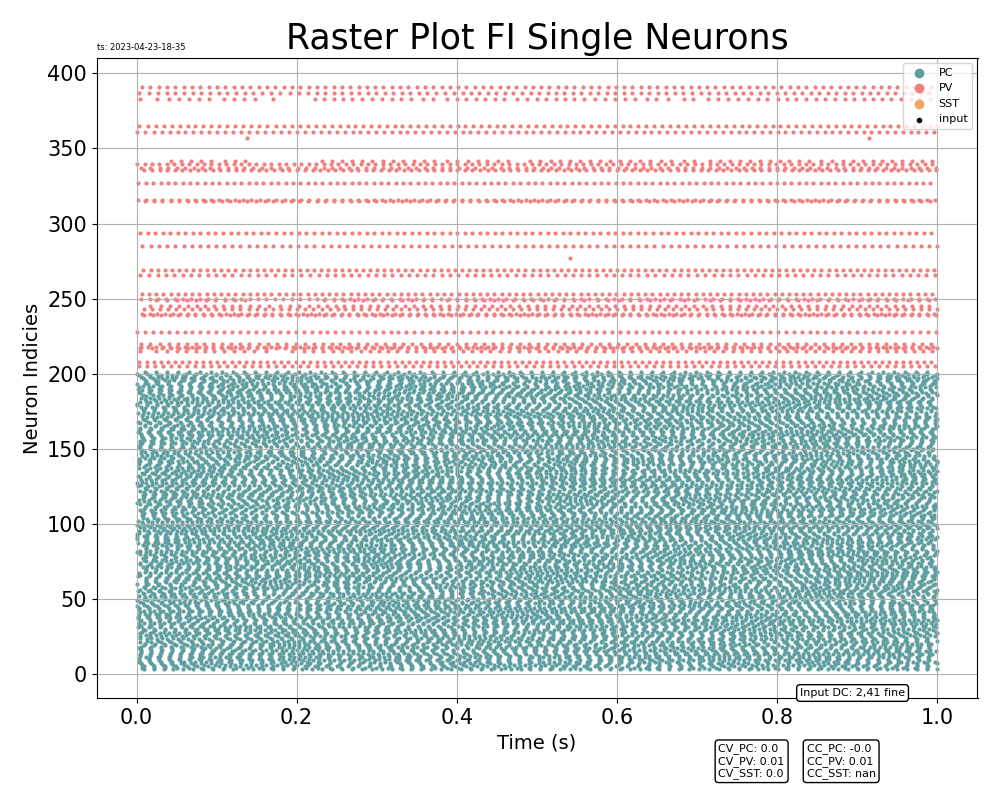 Raster Plot FI Single Neurons
ts: 2023-04-23-18-35
400
350
300
250
200
150
100
50
0
Neuron Indicies
PC
PV
SST
input
Input DC: 2,41 fine
0.0 0.2 0.4 0.6 0.8 1.0
Time (s)
CV_PC: 0.0
CV_PV: 0.01
CV_SST: 0.0
CC_PC: -0.0
CC_PV: 0.01
CC_SST: nan